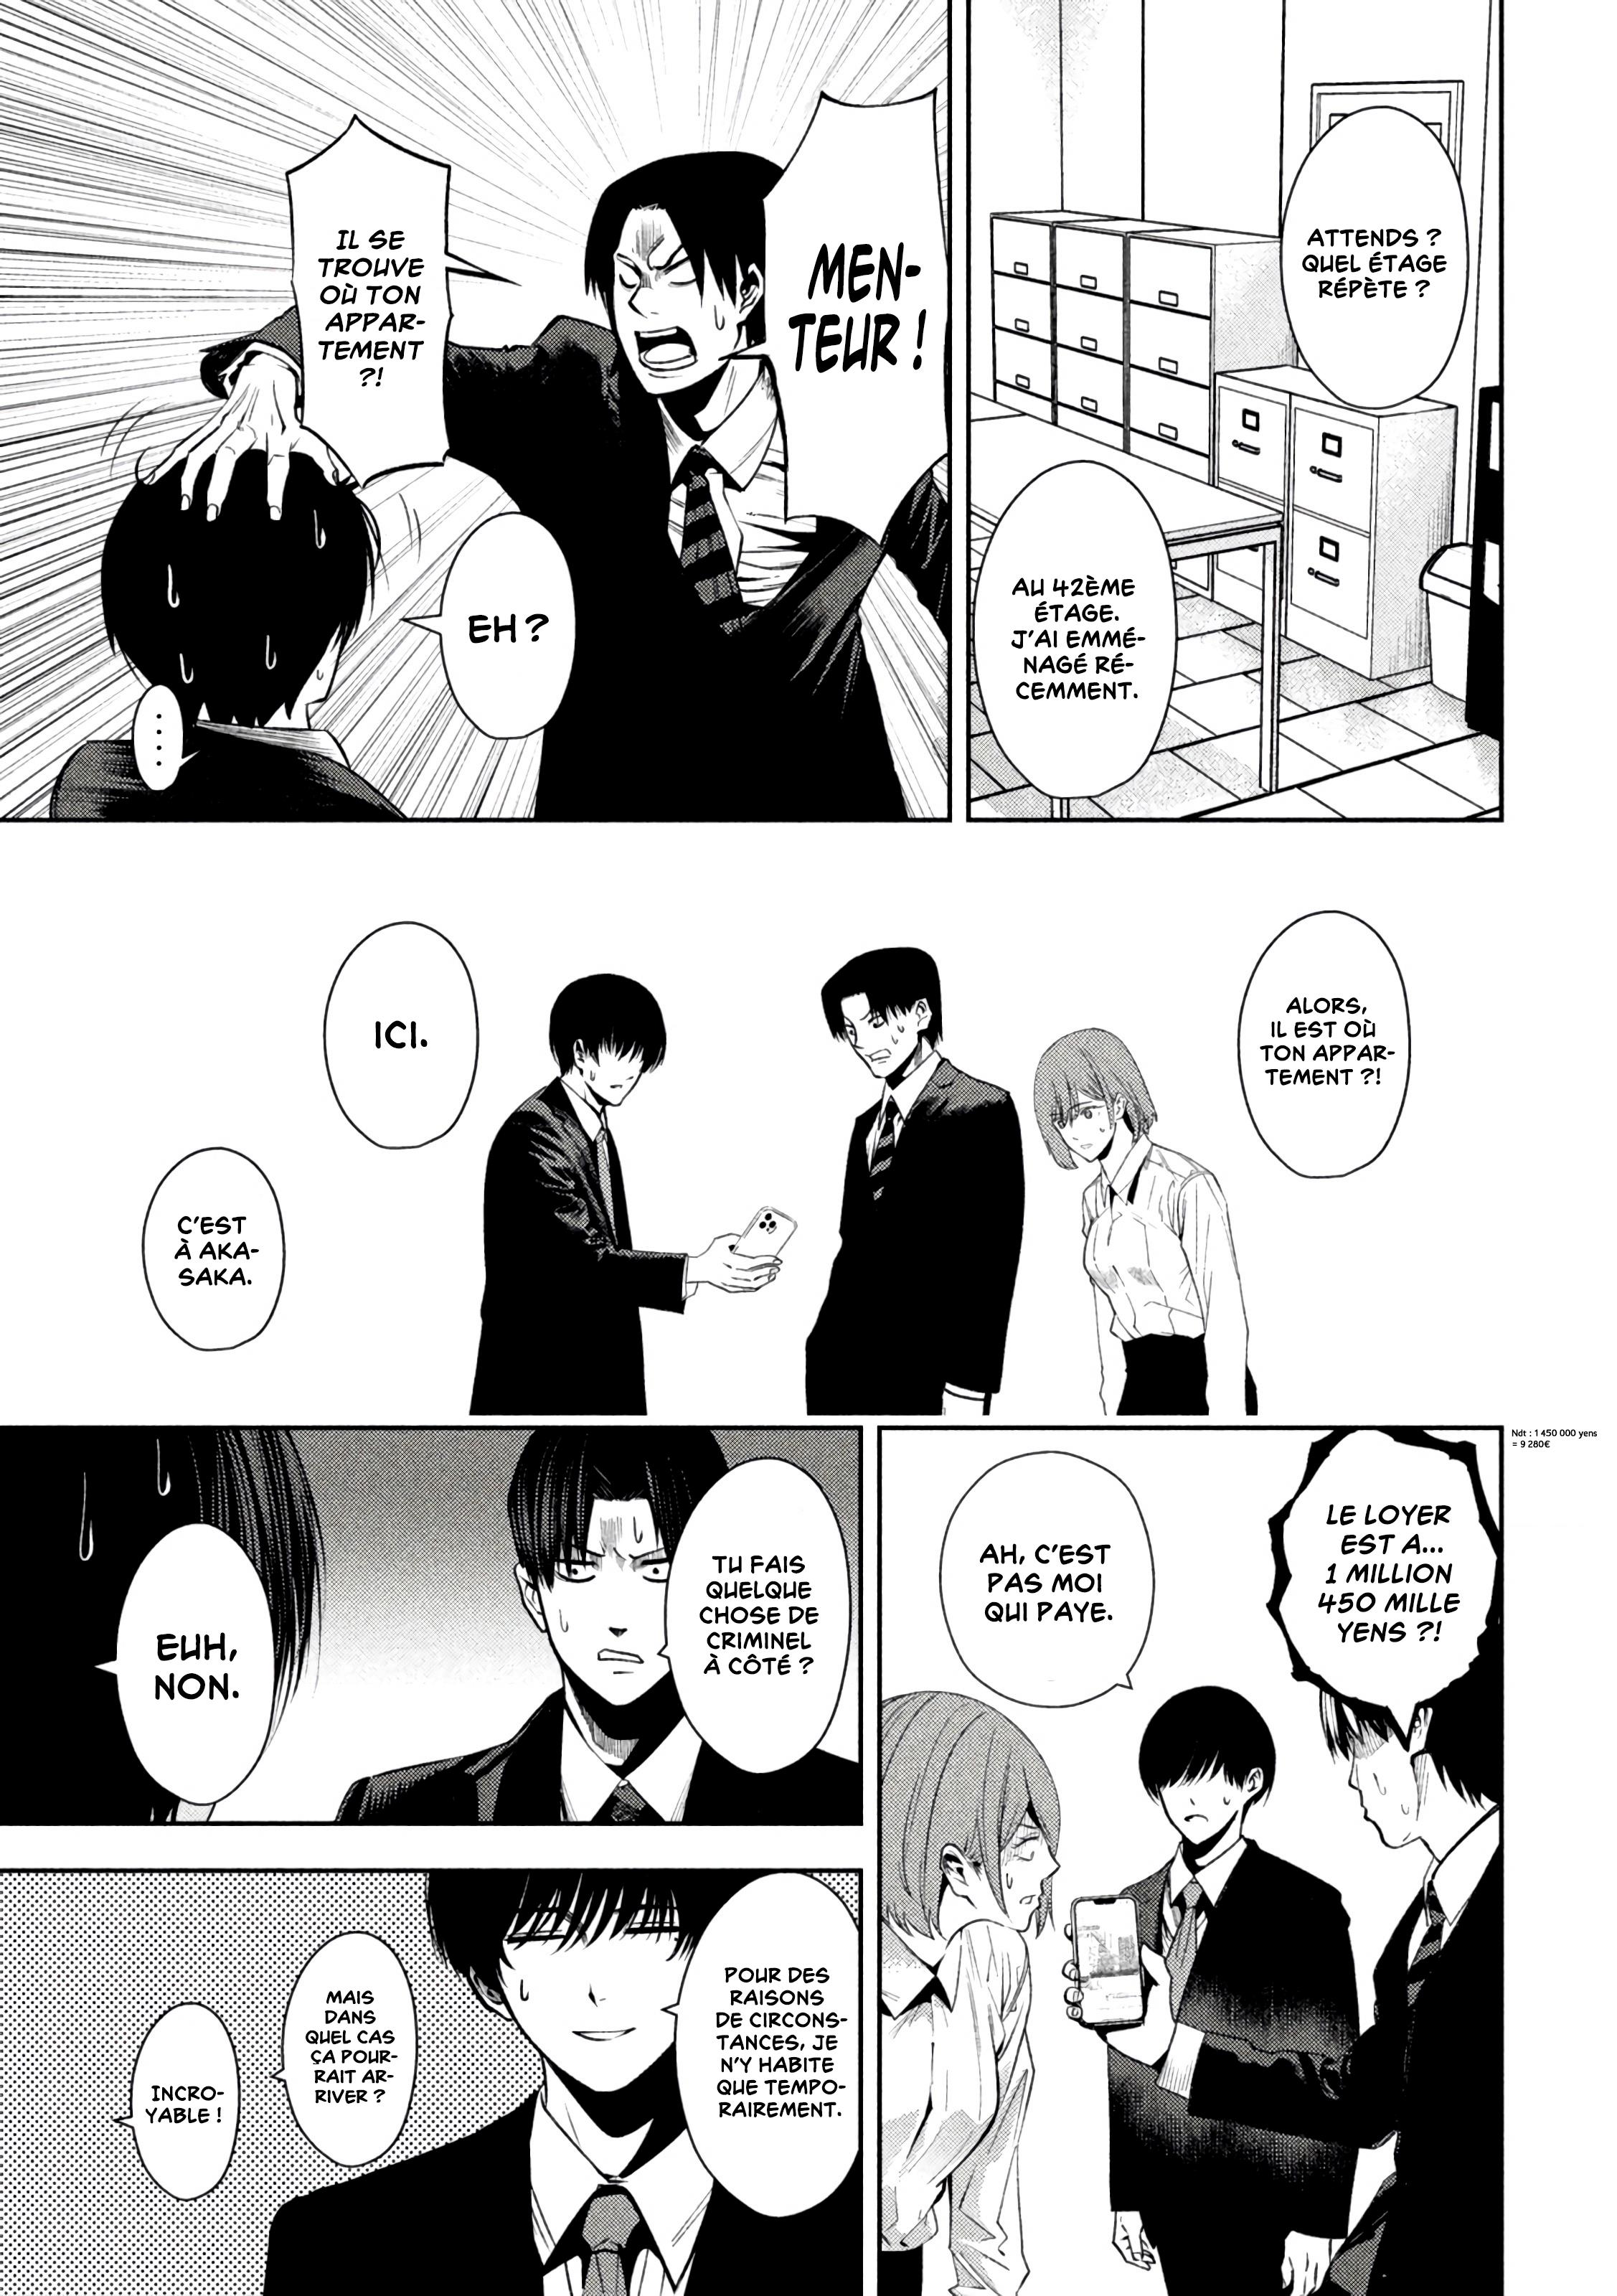 ATTENDS ?
QUEL ÉTAGE
RÉPÈTE ?
AU 42ÈME
ÉTAGE.
J'AI EMMÉ-
NAGÉ RÉ-
CEMMENT.
MEN-
TEUR !
IL SE
TROUVE
OÙ TON
APPAR-
TEMENT
?!
EH ?
....
ALORS,
IL EST OÙ
TON APPAR-
TEMENT ?!
ICI.
C'EST
À AKA-
SAKA.
Ndt : 1 450 000 yens
= 9 280€
LE LOYER
EST A...
1 MILLION
450 MILLE
YENS ?!
AH, C'EST
PAS MOI
QUI PAYE.
TU FAIS
QUELQUE
CHOSE DE
CRIMINEL
À CÔTÉ ?
EUH,
NON.
POUR DES
RAISONS
DE CIRCONS-
TANCES, JE
N'Y HABITE
QUE TEMPO-
RAIREMENT.
MAIS
DANS
QUEL CAS
ÇA POUR-
RAIT AR-
RIVER ?
INCRO-
YABLE !